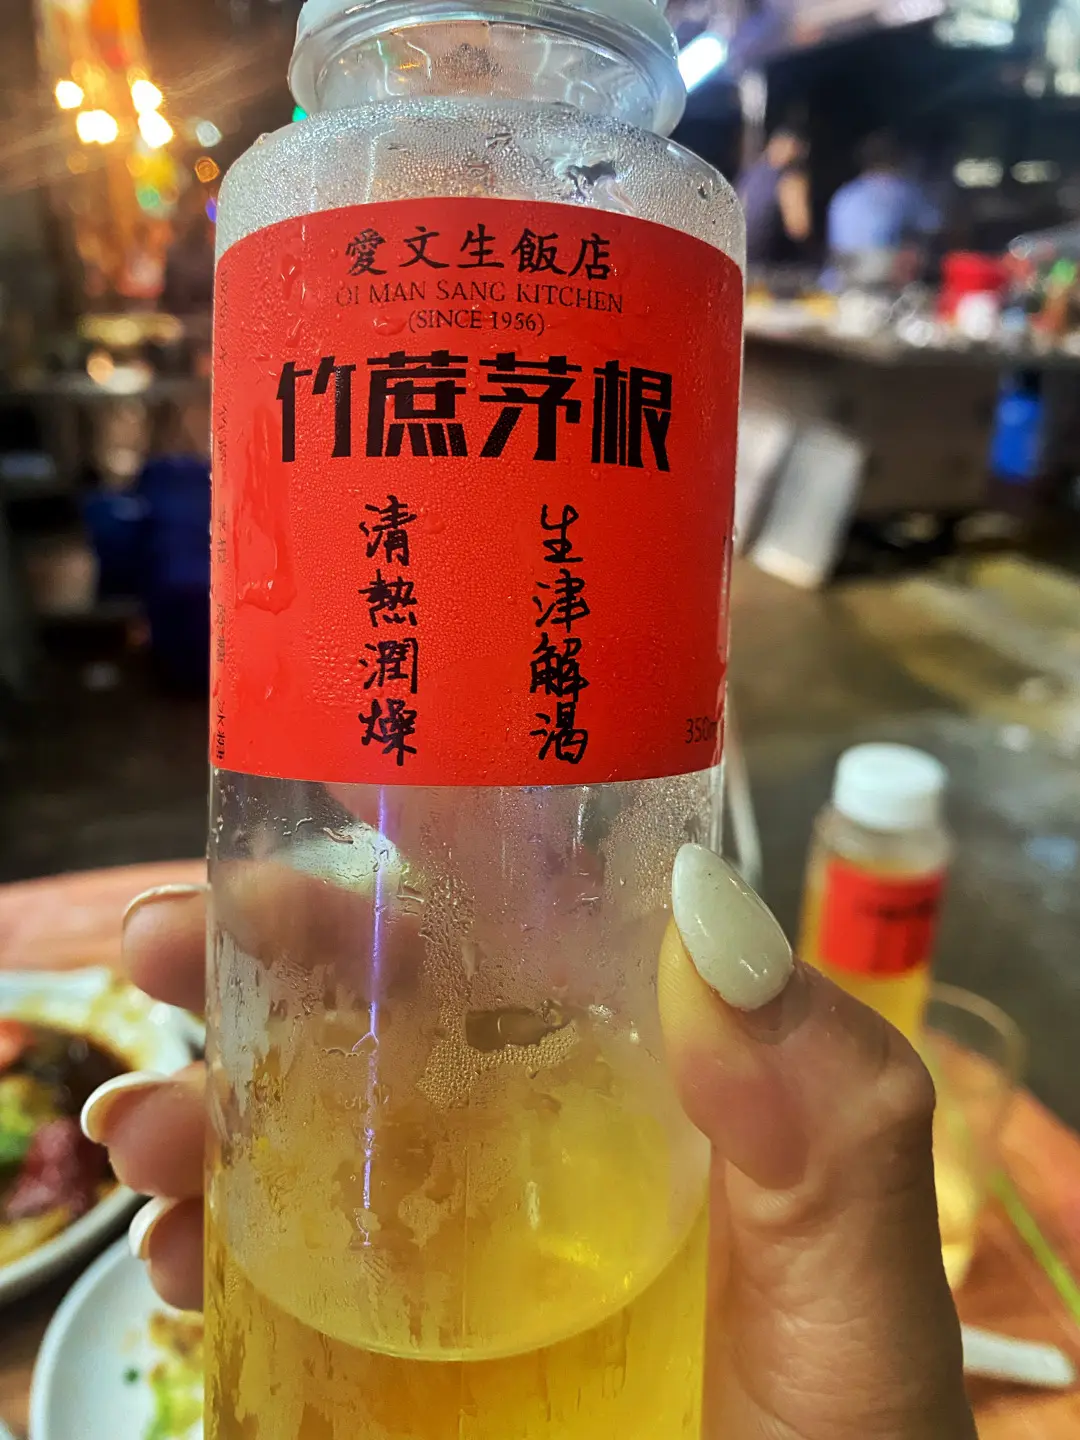 愛文生飯店
OI MAN SANG KITCHEN
(SINCE 1956)
竹蔗茅根
生津解渴
清熱潤燥
350m